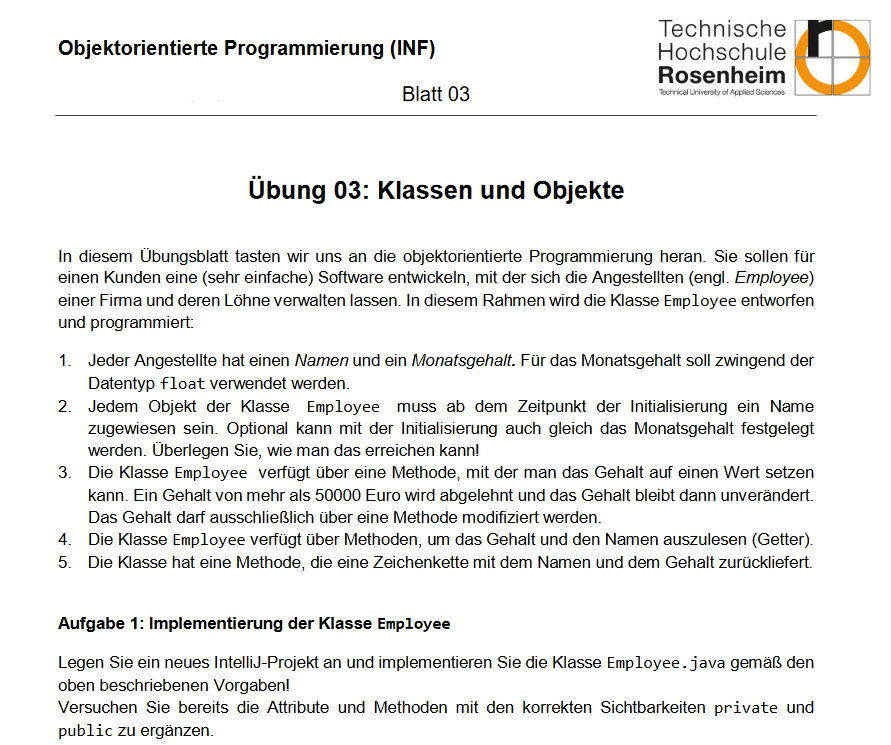 Objektorientierte Programmierung (INF)
Technische
Hochschule
Rosenheim
Technical University of Applied Sciences
Blatt 03
Übung 03: Klassen und Objekte
In diesem Übungsblatt tasten wir uns an die objektorientierte Programmierung heran. Sie sollen für
einen Kunden eine (sehr einfache) Software entwickeln, mit der sich die Angestellten (engl. Employee)
einer Firma und deren Löhne verwalten lassen. In diesem Rahmen wird die Klasse Employee entworfen
und programmiert:
1. Jeder Angestellte hat einen Namen und ein Monatsgehalt. Für das Monatsgehalt soll zwingend der
Datentyp float verwendet werden.
2. Jedem Objekt der Klasse Employee muss ab dem Zeitpunkt der Initialisierung ein Name
zugewiesen sein. Optional kann mit der Initialisierung auch gleich das Monatsgehalt festgelegt
werden. Überlegen Sie, wie man das erreichen kann!
3. Die Klasse Employee verfügt über eine Methode, mit der man das Gehalt auf einen Wert setzen
kann. Ein Gehalt von mehr als 50000 Euro wird abgelehnt und das Gehalt bleibt dann unverändert.
Das Gehalt darf ausschließlich über eine Methode modifiziert werden.
4. Die Klasse Employee verfügt über Methoden, um das Gehalt und den Namen auszulesen (Getter).
5. Die Klasse hat eine Methode, die eine Zeichenkette mit dem Namen und dem Gehalt zurückliefert.
Aufgabe 1: Implementierung der Klasse Employee
Legen Sie ein neues IntelliJ-Projekt an und implementieren Sie die Klasse Employee.java gemäß den
oben beschriebenen Vorgaben!
Versuchen Sie bereits die Attribute und Methoden mit den korrekten Sichtbarkeiten private und
public zu ergänzen.